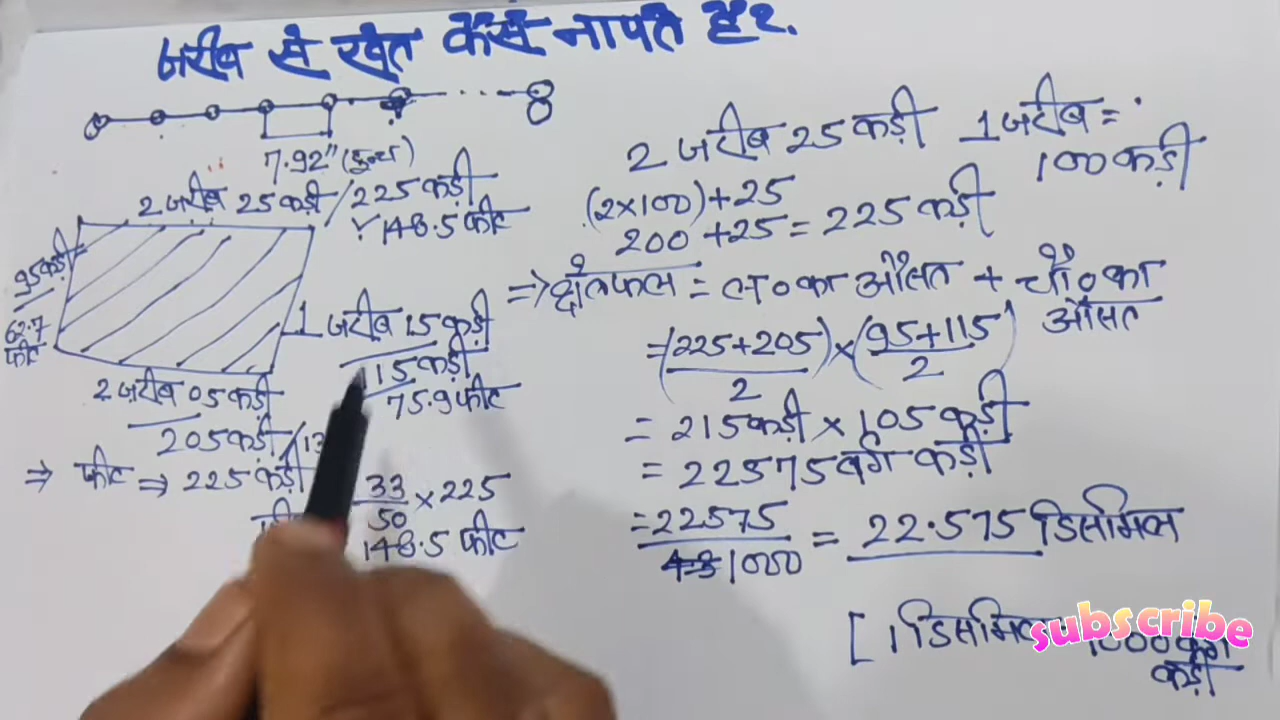 जरीब से खेत कैसे नापते हैं?.
7.92" (इन्च)
2 जरीब 25 कड़ी / 225 कड़ी
148.5 फीट
95 कड़ी
62.7
फीट
1 जरीब 15 कड़ी
115 कड़ी
75.9 फीट
2 जरीब 05 कड़ी
205 कड़ी / 13
⇒ फीट ⇒ 225 कड़ी
33/50 × 225
148.5 फीट
2 जरीब 25 कड़ी
1 जरीब =
100 कड़ी
(2×100)+25
200 +25 = 225 कड़ी
⇒ क्षेत्रफल = ल० का औसत + चौ० का
औसत
= (225+205)/2 × (95+115)/2
= 215 कड़ी × 105 कड़ी
= 22575 वर्ग कड़ी
= 22575/1000 = 22.575 डिसमिल
[ 1 डिसमिल 1000 वर्ग
कड़ी
subscribe